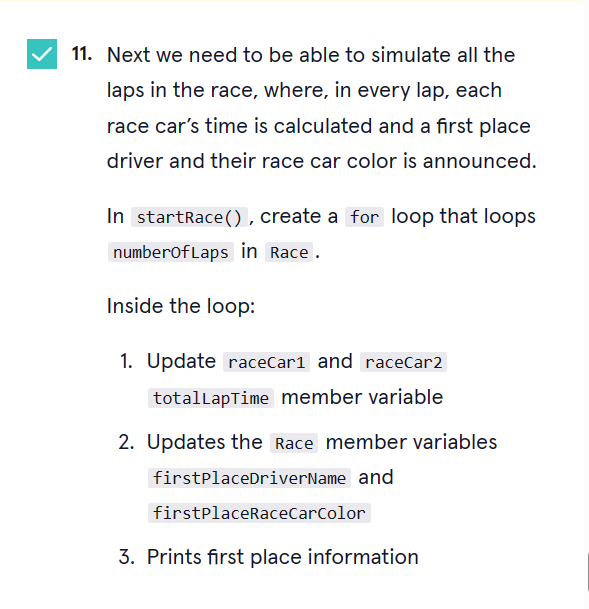 11. Next we need to be able to simulate all the
laps in the race, where, in every lap, each
race car’s time is calculated and a first place
driver and their race car color is announced.
In startRace(), create a for loop that loops
numberOfLaps in Race.
Inside the loop:
1. Update raceCar1 and raceCar2
totalLapTime member variable
2. Updates the Race member variables
firstPlaceDriverName and
firstPlaceRaceCarColor
3. Prints first place information